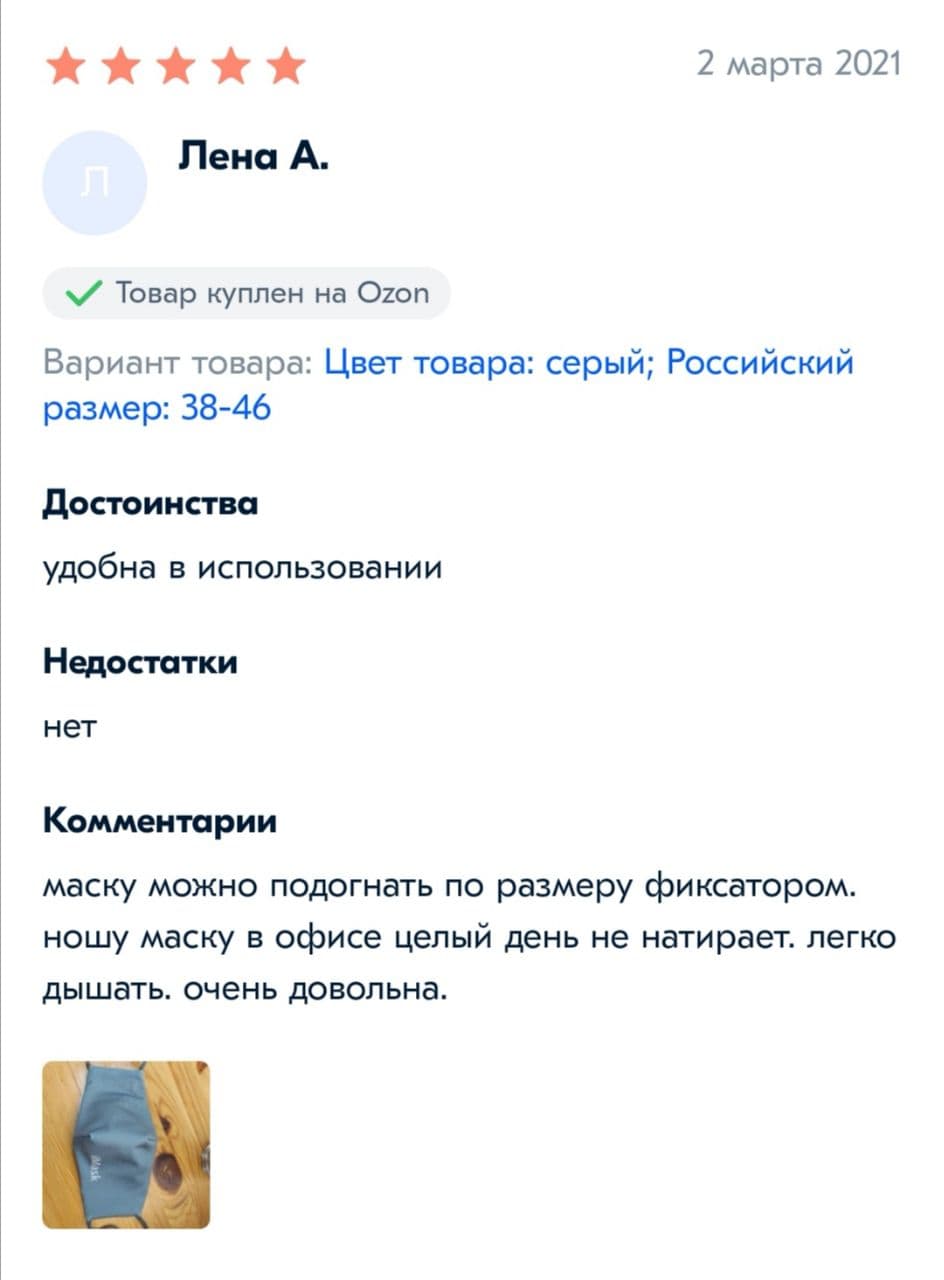 2 марта 2021
Л
Лена А.
Товар куплен на Ozon
Вариант товара: Цвет товара: серый; Российский
размер: 38-46
Достоинства
удобна в использовании
Недостатки
нет
Комментарии
маску можно подогнать по размеру фиксатором.
ношу маску в офисе целый день не натирает. легко
дышать. очень довольна.
iMask